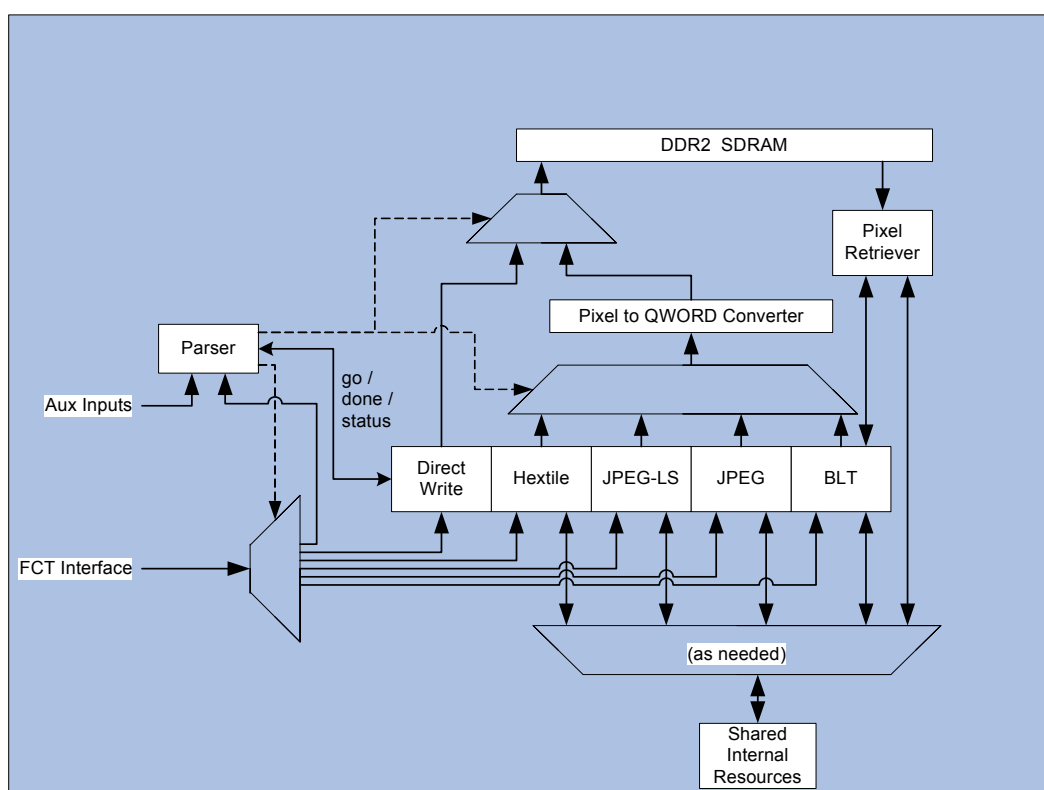 DDR2 SDRAM
Pixel
Retriever
Pixel to QWORD Converter
Parser
go /
done /
status
Aux Inputs
Direct
Write
Hextile
JPEG-LS
JPEG
BLT
FCT Interface
(as needed)
Shared
Internal
Resources